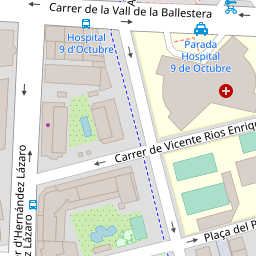 Carrer de la Vall de la Ballestera
Hospital
9 d'Octubre
Parada
Hospital
9 de Octubre
Carrer de Vicente Rios Enriq
d'Hernández Lázaro
Lázaro
Plaça del P